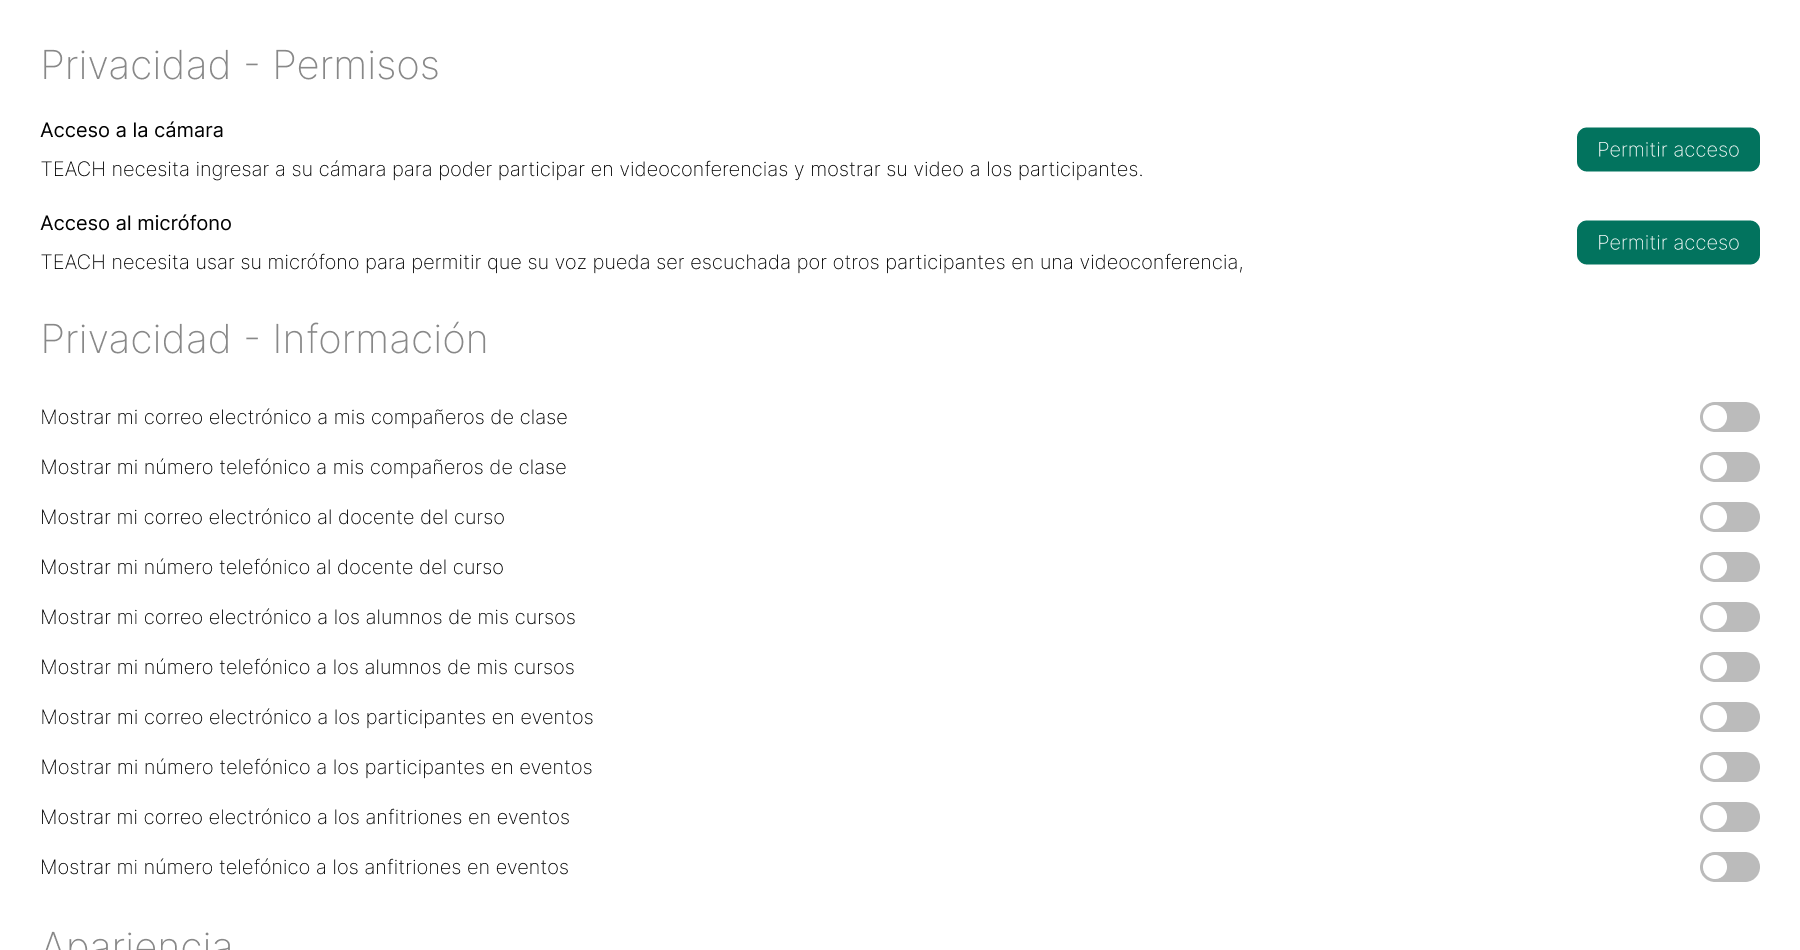 Privacidad - Permisos
Acceso a la cámara
TEACH necesita ingresar a su cámara para poder participar en videoconferencias y mostrar su video a los participantes.
Permitir acceso
Acceso al micrófono
TEACH necesita usar su micrófono para permitir que su voz pueda ser escuchada por otros participantes en una videoconferencia,
Permitir acceso
Privacidad - Información
Mostrar mi correo electrónico a mis compañeros de clase
Mostrar mi número telefónico a mis compañeros de clase
Mostrar mi correo electrónico al docente del curso
Mostrar mi número telefónico al docente del curso
Mostrar mi correo electrónico a los alumnos de mis cursos
Mostrar mi número telefónico a los alumnos de mis cursos
Mostrar mi correo electrónico a los participantes en eventos
Mostrar mi número telefónico a los participantes en eventos
Mostrar mi correo electrónico a los anfitriones en eventos
Mostrar mi número telefónico a los anfitriones en eventos
Apariencia